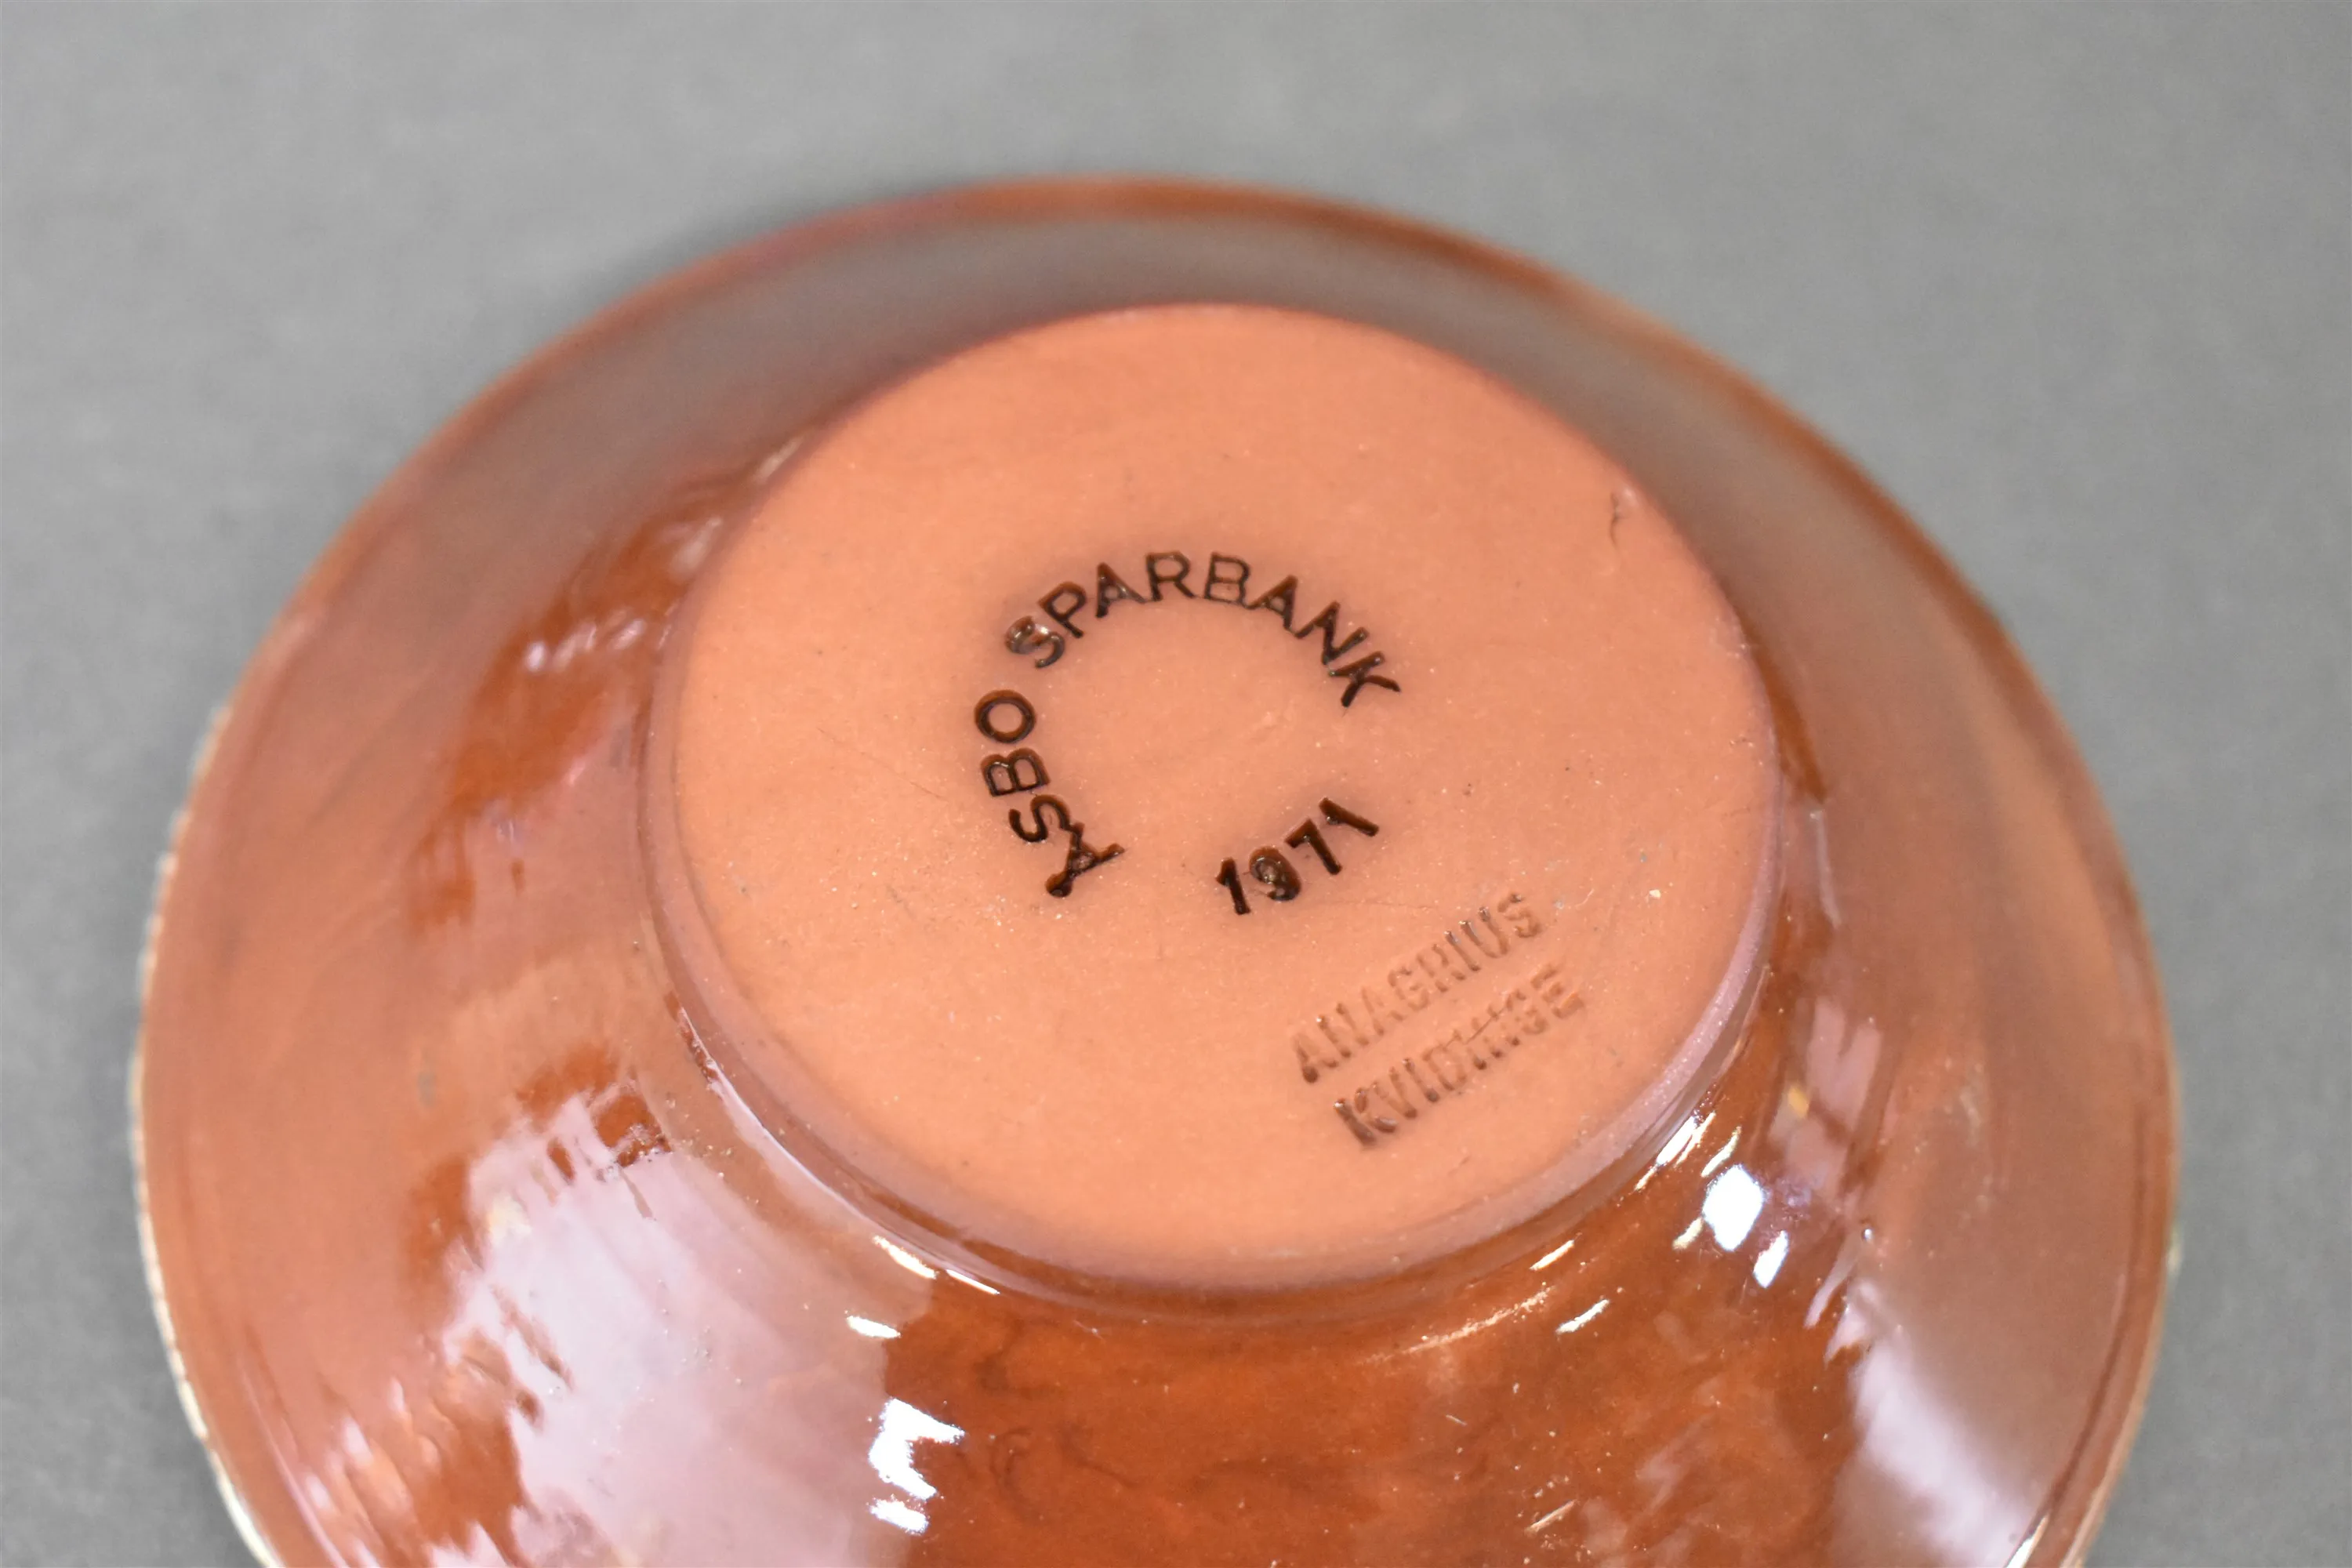 ÅSBO SPARBANK
1971
ANAGRIUS
KVIDINGE